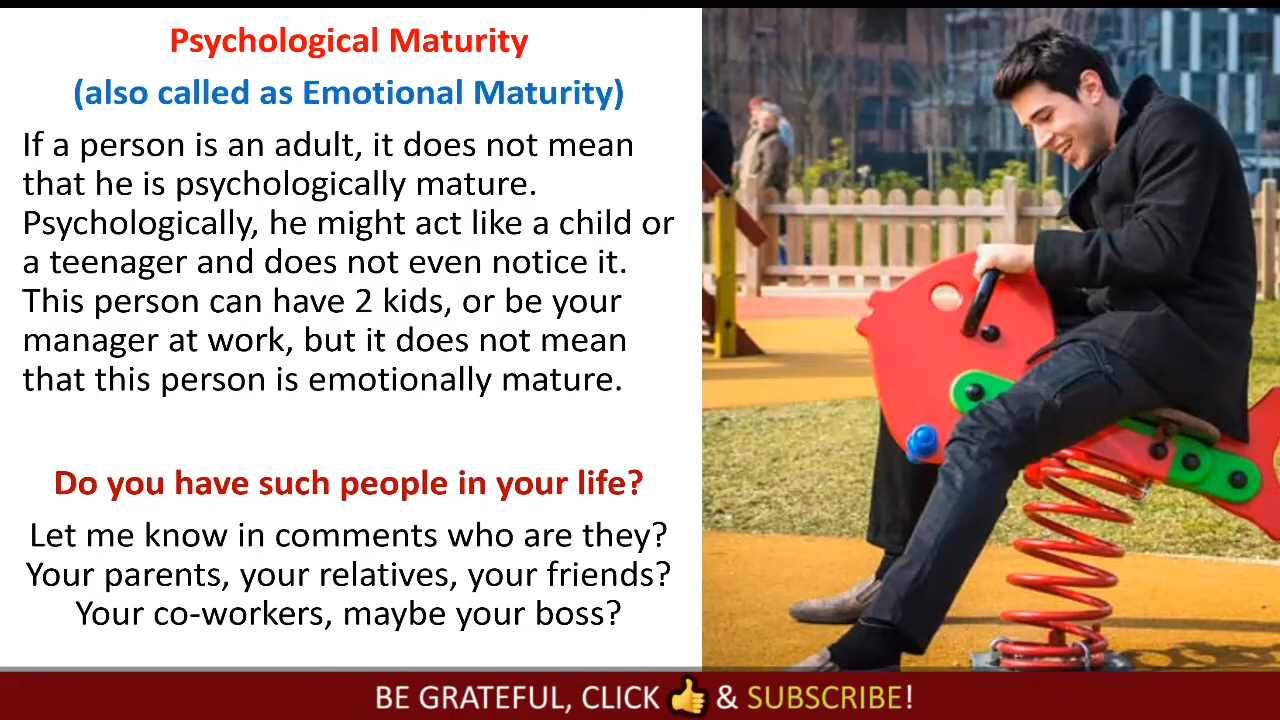 Psychological Maturity
(also called as Emotional Maturity)
If a person is an adult, it does not mean
that he is psychologically mature.
Psychologically, he might act like a child or
a teenager and does not even notice it.
This person can have 2 kids, or be your
manager at work, but it does not mean
that this person is emotionally mature.
Do you have such people in your life?
Let me know in comments who are they?
Your parents, your relatives, your friends?
Your co-workers, maybe your boss?
BE GRATEFUL, CLICK 👍 & SUBSCRIBE!